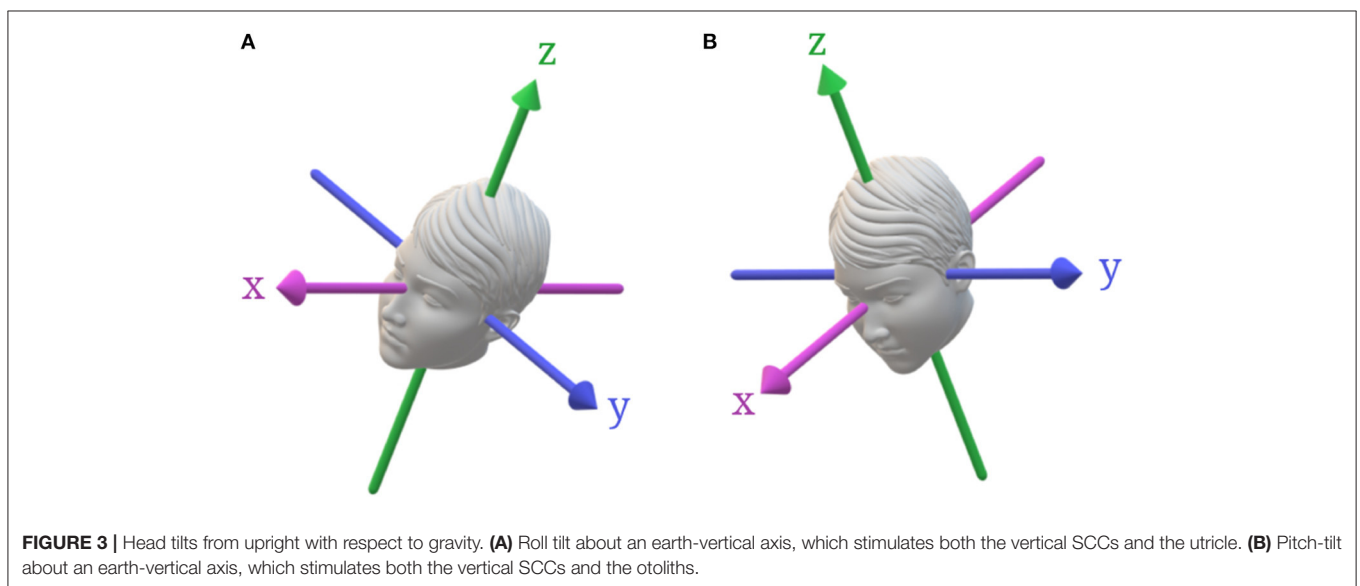 A
B
z
z
x
y
y
x
FIGURE 3 | Head tilts from upright with respect to gravity. (A) Roll tilt about an earth-vertical axis, which stimulates both the vertical SCCs and the utricle. (B) Pitch-tilt
about an earth-vertical axis, which stimulates both the vertical SCCs and the otoliths.